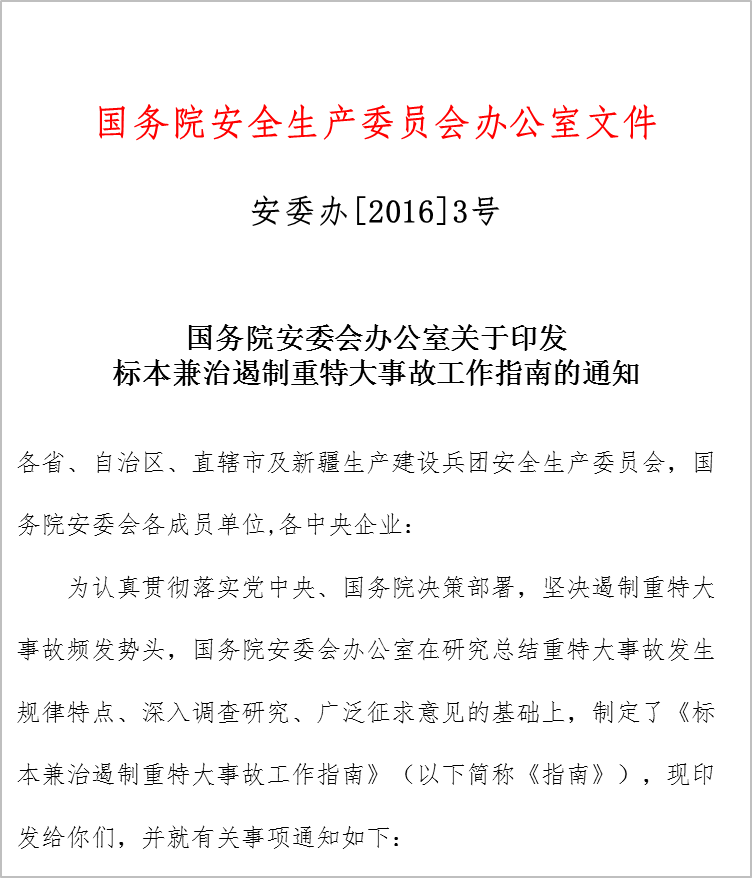 国务院安全生产委员会办公室文件
安委办[2016]3号
国务院安委会办公室关于印发
标本兼治遏制重特大事故工作指南的通知
各省、自治区、直辖市及新疆生产建设兵团安全生产委员会，国
务院安委会各成员单位,各中央企业：
为认真贯彻落实党中央、国务院决策部署，坚决遏制重特大
事故频发势头，国务院安委会办公室在研究总结重特大事故发生
规律特点、深入调查研究、广泛征求意见的基础上，制定了《标
本兼治遏制重特大事故工作指南》（以下简称《指南》），现印
发给你们，并就有关事项通知如下：